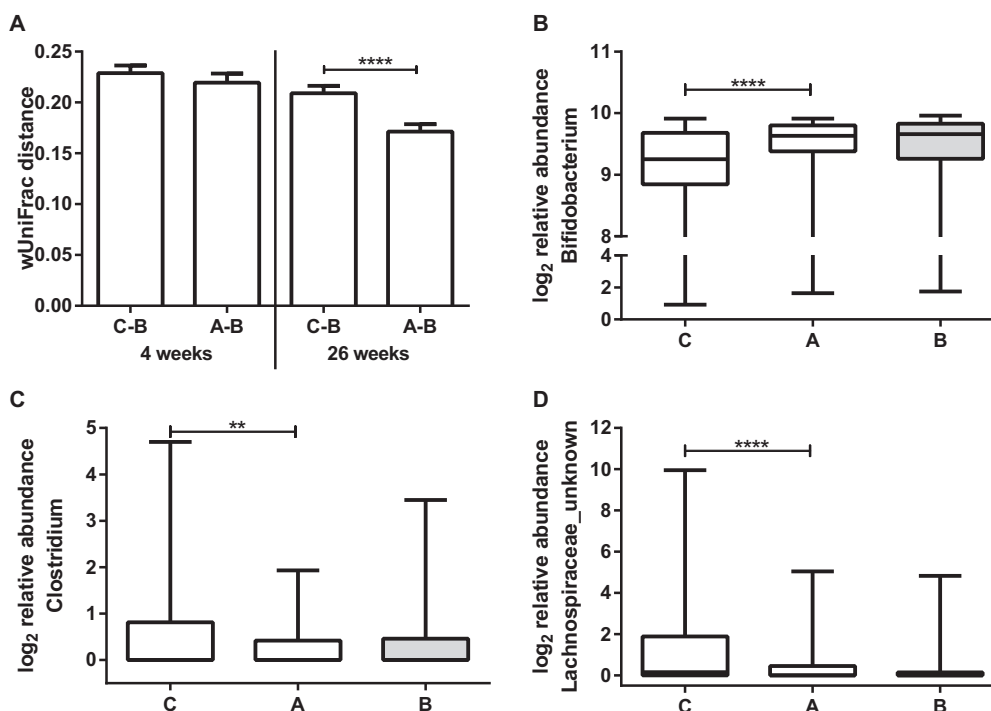 A
wUniFrac distance
0.25
0.20
0.15
0.10
0.05
0.00
****
C-B
A-B
C-B
A-B
4 weeks
26 weeks
B
log2 relative abundance
Bifidobacterium
11
10
9
8
4
2
0
****
C
A
B
C
log2 relative abundance
Clostridium
5
4
3
2
1
0
**
C
A
B
D
log2 relative abundance
Lachnospiraceae_unknown
12
10
8
6
4
2
0
****
C
A
B